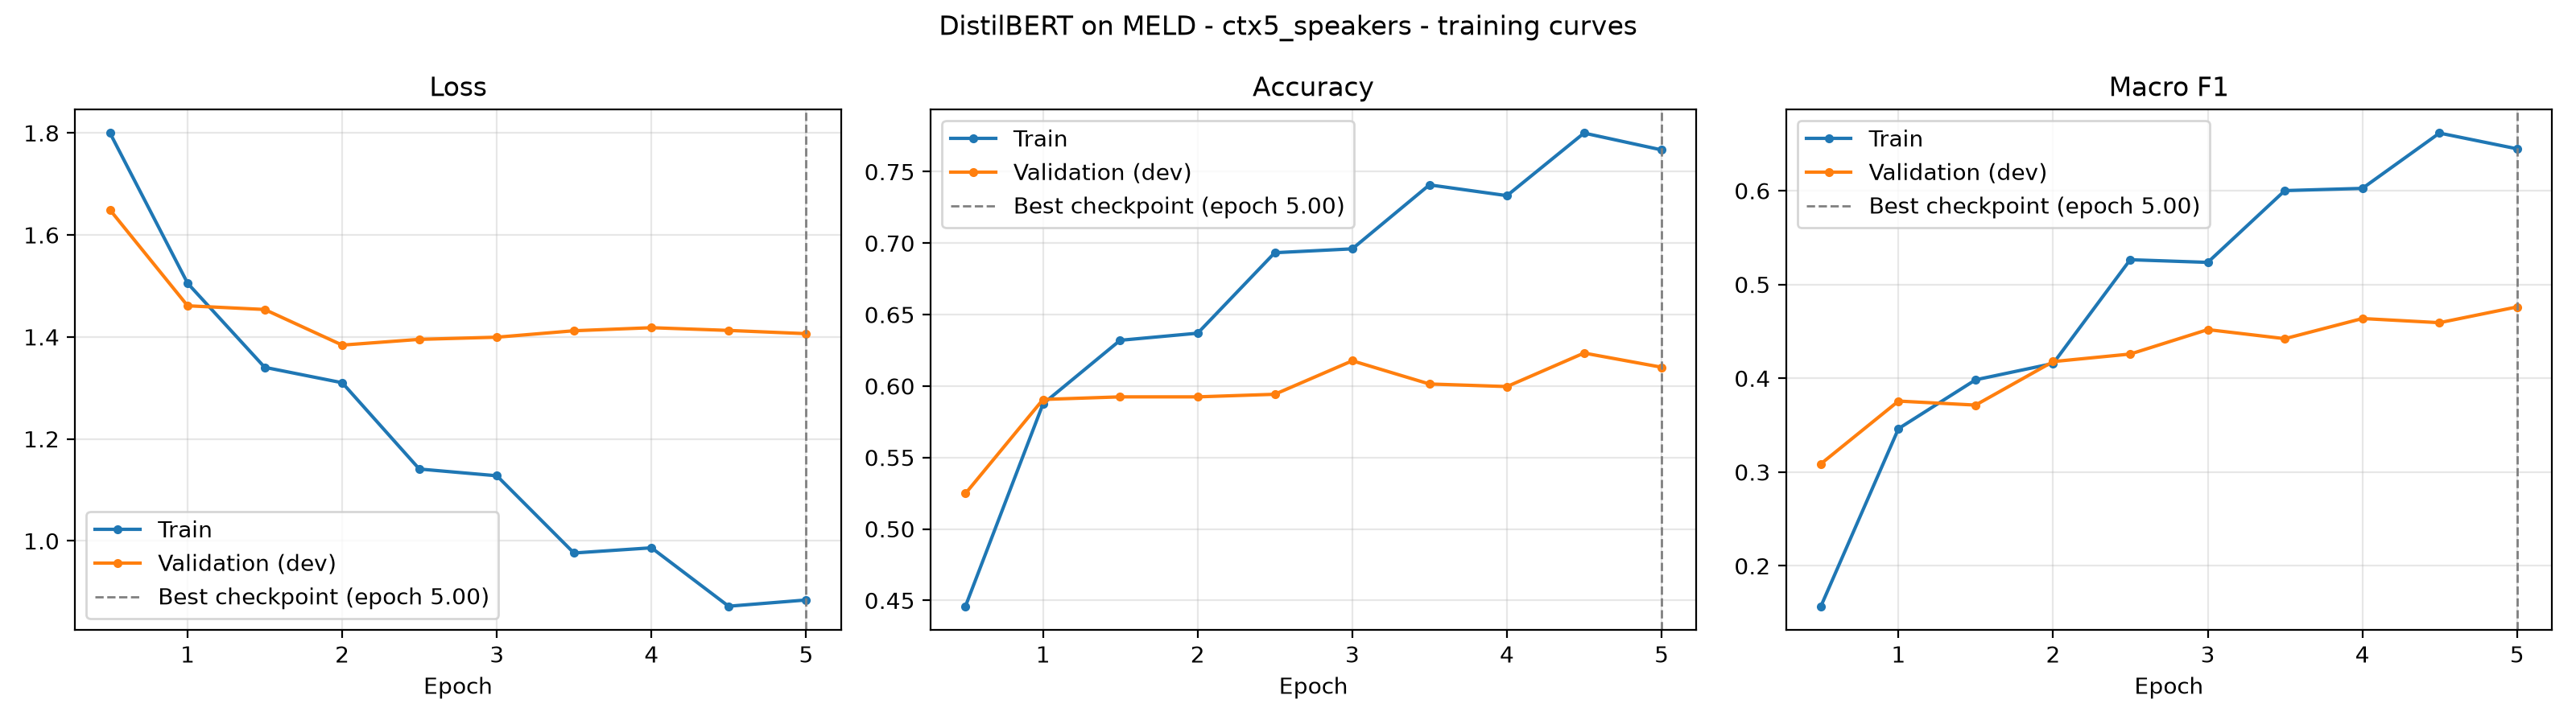 DistilBERT on MELD - ctx5_speakers - training curves
Loss
1.8
1.6
1.4
1.2
1.0
Train
Validation (dev)
Best checkpoint (epoch 5.00)
1 2 3 4 5
Epoch
Accuracy
0.75
0.70
0.65
0.60
0.55
0.50
0.45
Train
Validation (dev)
Best checkpoint (epoch 5.00)
1 2 3 4 5
Epoch
Macro F1
0.6
0.5
0.4
0.3
0.2
Train
Validation (dev)
Best checkpoint (epoch 5.00)
1 2 3 4 5
Epoch